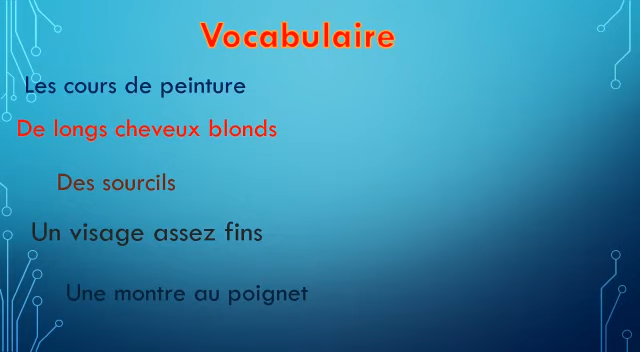 Vocabulaire
Les cours de peinture
De longs cheveux blonds
Des sourcils
Un visage assez fins
Une montre au poignet